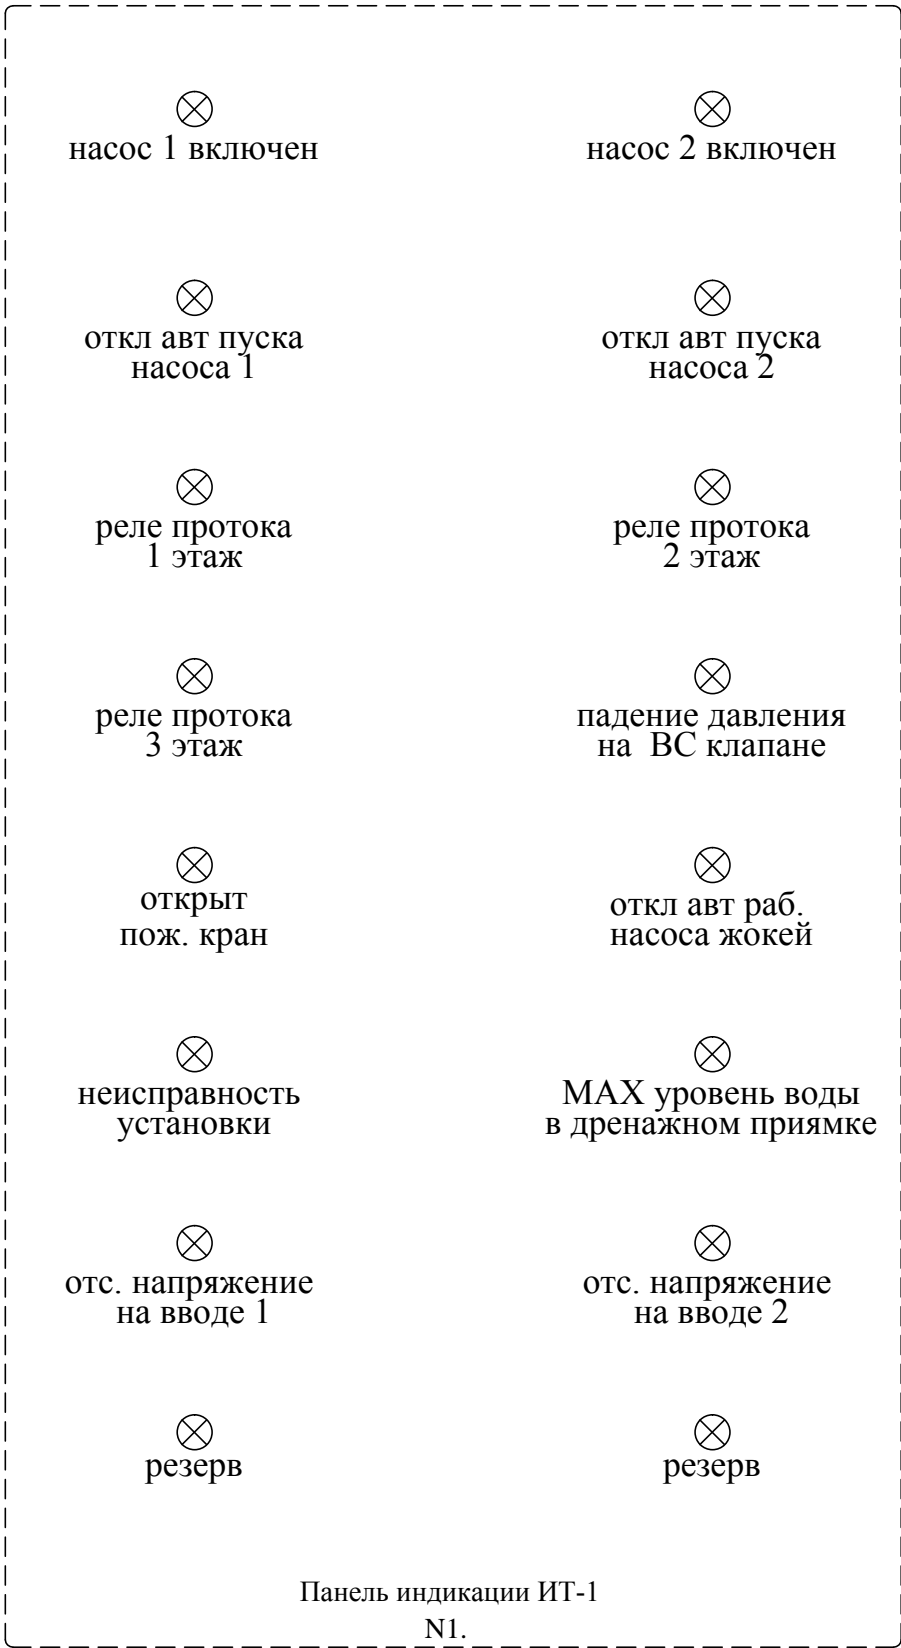 насос 1 включен
насос 2 включен
откл авт пуска
насоса 1
откл авт пуска
насоса 2
реле протока
1 этаж
реле протока
2 этаж
реле протока
3 этаж
падение давления
на ВС клапане
открыт
пож. кран
откл авт раб.
насоса жокей
неисправность
установки
МАХ уровень воды
в дренажном приямке
отс. напряжение
на вводе 1
отс. напряжение
на вводе 2
резерв
резерв
Панель индикации ИТ-1
N1.